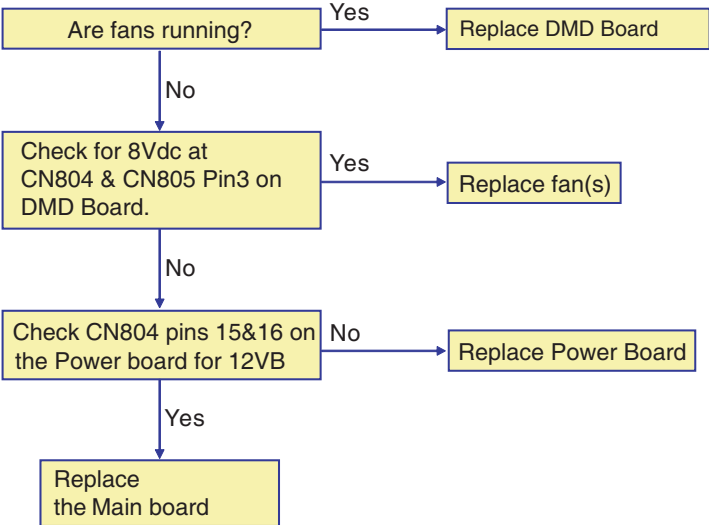 Are fans running?
Yes
Replace DMD Board
No
Check for 8Vdc at
CN804 & CN805 Pin3 on
DMD Board.
Yes
Replace fan(s)
No
Check CN804 pins 15&16 on
the Power board for 12VB
No
Replace Power Board
Yes
Replace
the Main board